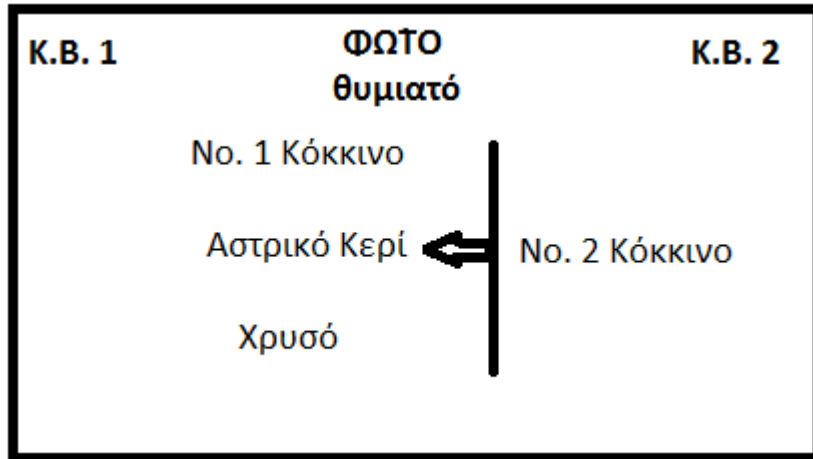 Κ.Β. 1
ΦΩΤΟ
Κ.Β. 2
θυμιατό
Νο. 1 Κόκκινο
Αστρικό Κερί
Νο. 2 Κόκκινο
Χρυσό